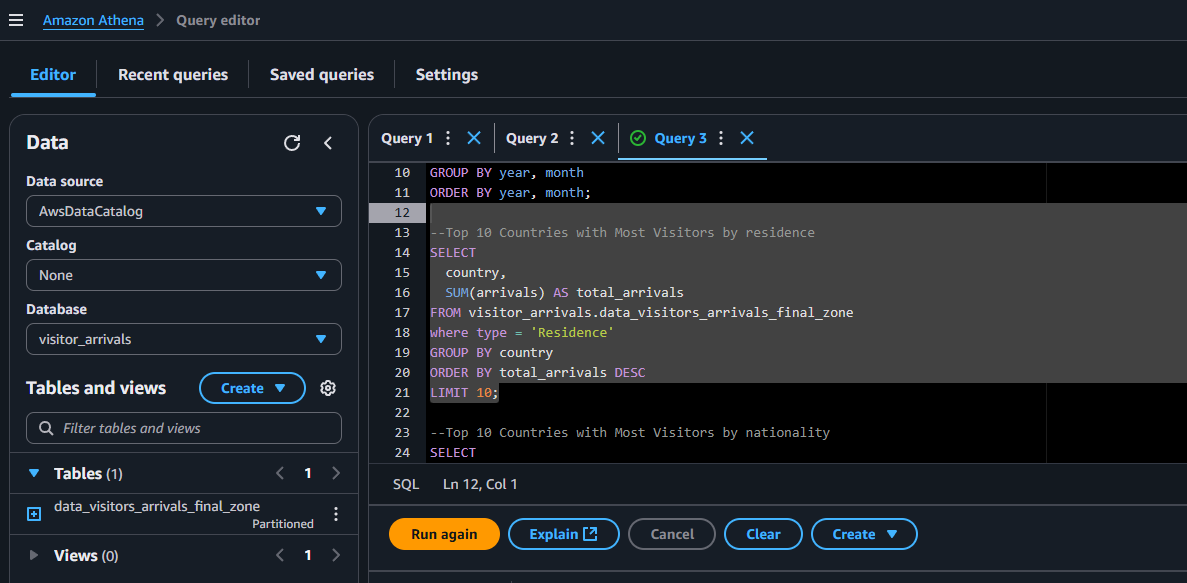 Amazon Athena > Query editor
Editor Recent queries Saved queries Settings
Data
Data source
AwsDataCatalog
Catalog
None
Database
visitor_arrivals
Tables and views Create
Filter tables and views
Tables (1) 1
data_visitors_arrivals_final_zone
Partitioned
Views (0) 1
Query 1 Query 2 Query 3
10 GROUP BY year, month
11 ORDER BY year, month;
12
13 --Top 10 Countries with Most Visitors by residence
14 SELECT
15 country,
16 SUM(arrivals) AS total_arrivals
17 FROM visitor_arrivals.data_visitors_arrivals_final_zone
18 where type = 'Residence'
19 GROUP BY country
20 ORDER BY total_arrivals DESC
21 LIMIT 10;
22
23 --Top 10 Countries with Most Visitors by nationality
24 SELECT
SQL Ln 12, Col 1
Run again Explain Cancel Clear Create